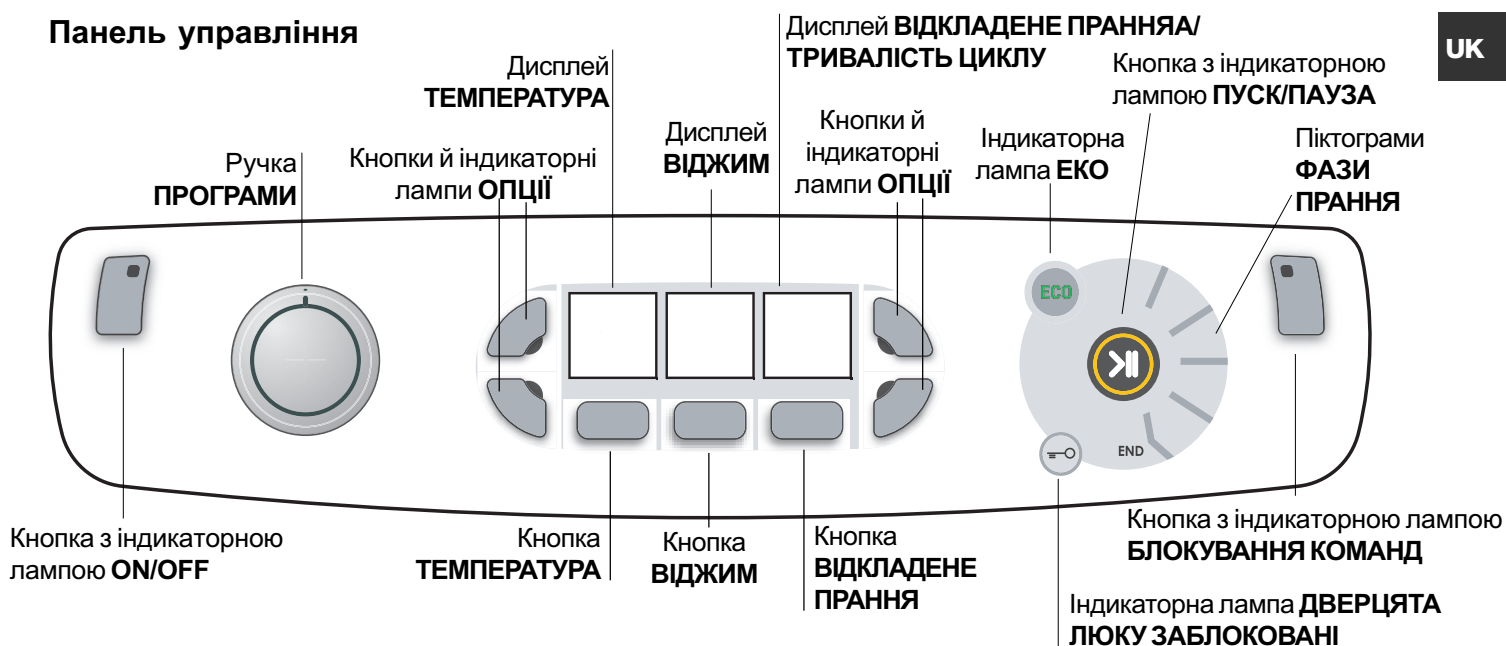 Панель управління
UK
Дисплей ВІДКЛАДЕНЕ ПРАННЯА/
ТРИВАЛІСТЬ ЦИКЛУ
Дисплей
ТЕМПЕРАТУРА
Кнопка з індикаторною
лампою ПУСК/ПАУЗА
Ручка
ПРОГРАМИ
Кнопки й індикаторні
лампи ОПЦІЇ
Дисплей
ВІДЖИМ
Кнопки й
індикаторні
лампи ОПЦІЇ
Індикаторна
лампа ЕКО
Піктограми
ФАЗИ
ПРАННЯ
ECO
END
Кнопка з індикаторною
лампою ON/OFF
Кнопка
ТЕМПЕРАТУРА
Кнопка
ВІДЖИМ
Кнопка
ВІДКЛАДЕНЕ
ПРАННЯ
Кнопка з індикаторною лампою
БЛОКУВАННЯ КОМАНД
Індикаторна лампа ДВЕРЦЯТА
ЛЮКУ ЗАБЛОКОВАНІ